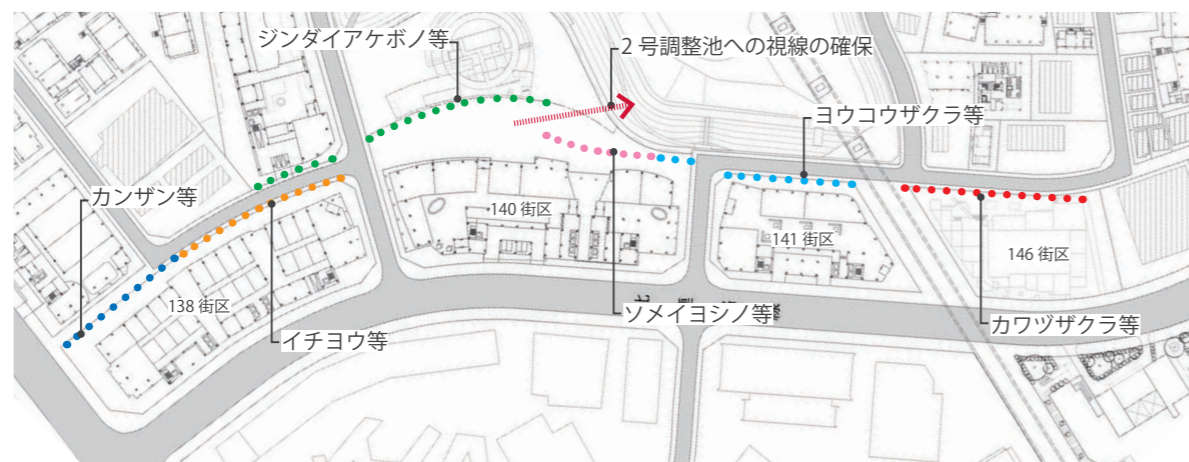 ジンダイアケボノ等
2号調整池への視線の確保
ヨウコウザクラ等
カンザン等
140 街区
141 街区
146 街区
138 街区
イチョウ等
ソメイヨシノ等
カワヅザクラ等